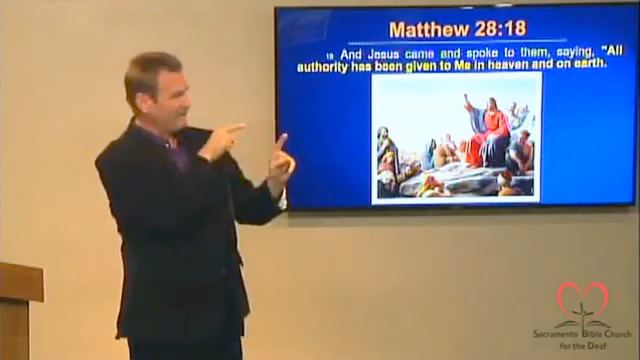 Matthew 28:18
18 And Jesus came and spoke to them, saying, "All
authority has been given to Me in heaven and on earth.
Sacramento Bible Church
for the Deaf